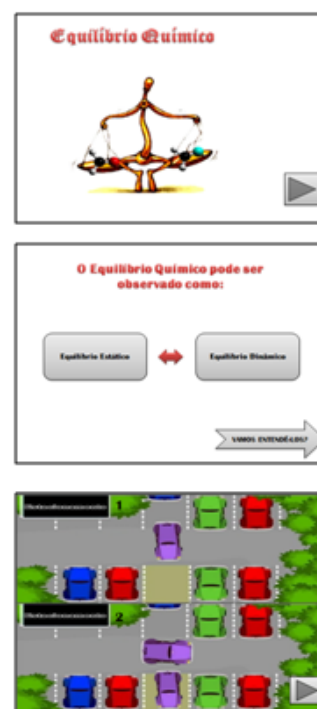 Equilíbrio Químico
O Equilíbrio Químico pode ser
observado como:
Equilíbrio Estático
Equilíbrio Dinâmico
VAMOS ENTENDÊ-LOS?
1
2